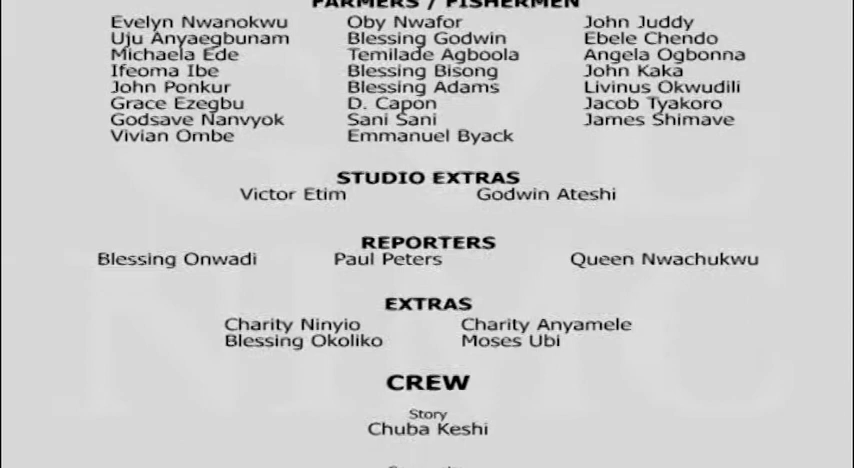 FARMERS / FISHERMEN
Evelyn Nwanokwu Oby Nwafor John Juddy
Uju Anyaegbunam Blessing Godwin Ebele Chendo
Michaela Ede Temilade Agboola Angela Ogbonna
Ifeoma Ibe Blessing Bisong John Kaka
John Ponkur Blessing Adams Livinus Okwudili
Grace Ezegbu D. Capon Jacob Tyakoro
Godsave Nanvyok Sani Sani James Shimave
Vivian Ombe Emmanuel Byack
STUDIO EXTRAS
Victor Etim Godwin Ateshi
REPORTERS
Blessing Onwadi Paul Peters Queen Nwachukwu
EXTRAS
Charity Ninyio Charity Anyamele
Blessing Okoliko Moses Ubi
CREW
Story
Chuba Keshi